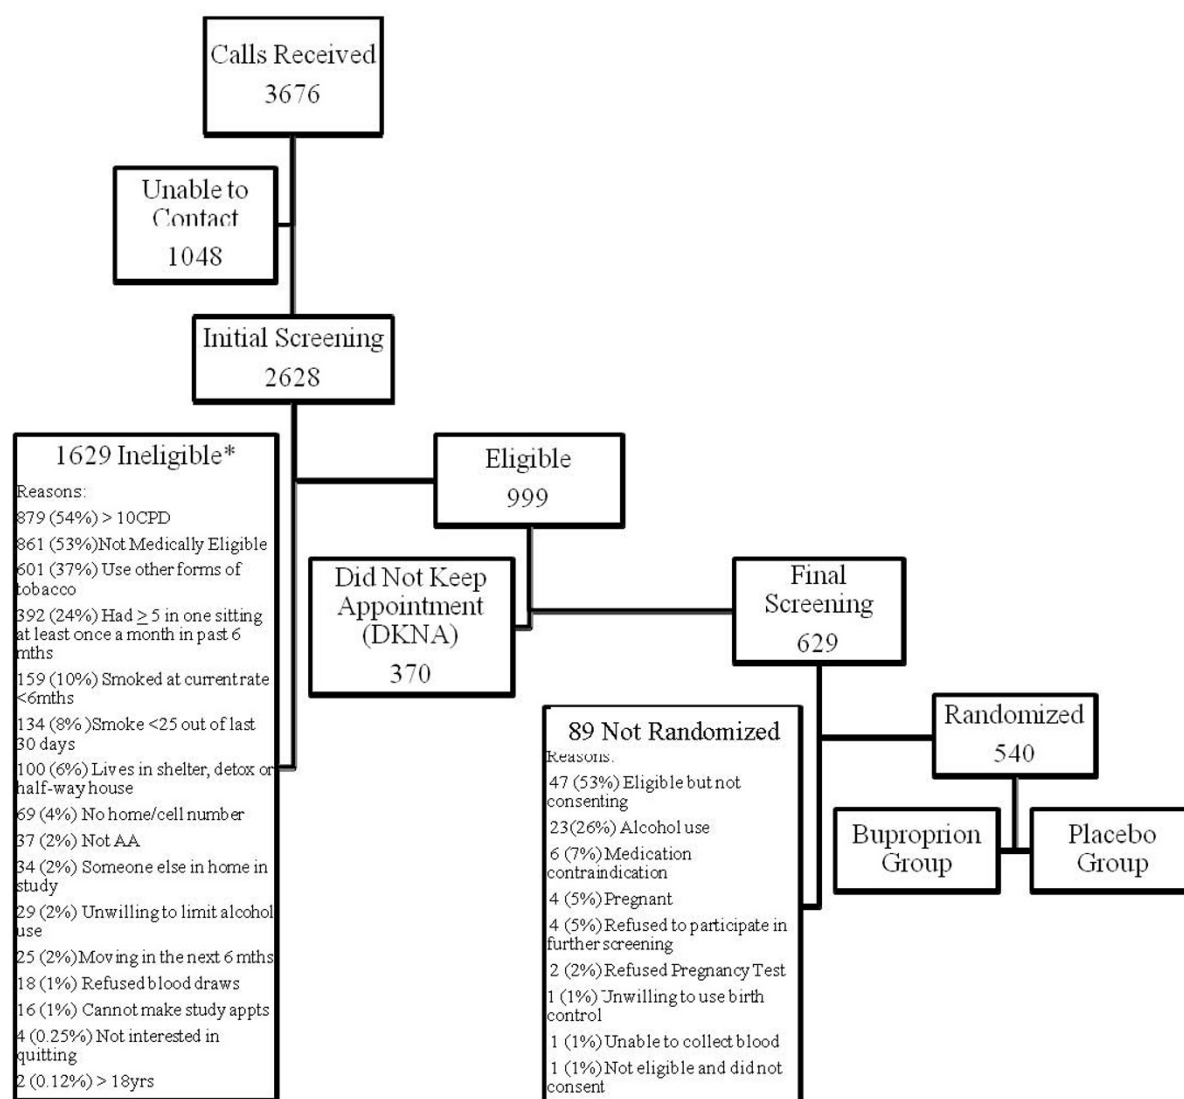 Calls Received
3676
Unable to
Contact
1048
Initial Screening
2628
1629 Ineligible*
Reasons:
879 (54%) > 10CPD
861 (53%)Not Medically Eligible
601 (37%) Use other forms of
tobacco
392 (24%) Had ≥ 5 in one sitting
at least once a month in past 6
mths
159 (10%) Smoked at current rate
<6mths
134 (8% )Smoke <25 out of last
30 days
100 (6%) Lives in shelter, detox or
half-way house
69 (4%) No home/cell number
37 (2%) Not AA
34 (2%) Someone else in home in
study
29 (2%) Unwilling to limit alcohol
use
25 (2%)Moving in the next 6 mths
18 (1%) Refused blood draws
16 (1%) Cannot make study appts
4 (0.25%) Not interested in
quitting
2 (0.12%) > 18yrs
Eligible
999
Did Not Keep
Appointment
(DKNA)
370
Final
Screening
629
89 Not Randomized
Reasons:
47 (53%) Eligible but not
consenting
23(26%) Alcohol use
6 (7%) Medication
contraindication
4 (5%) Pregnant
4 (5%) Refused to participate in
further screening
2 (2%) Refused Pregnancy Test
1 (1%) Unwilling to use birth
control
1 (1%) Unable to collect blood
1 (1%) Not eligible and did not
consent
Randomized
540
Buproprion
Group
Placebo
Group